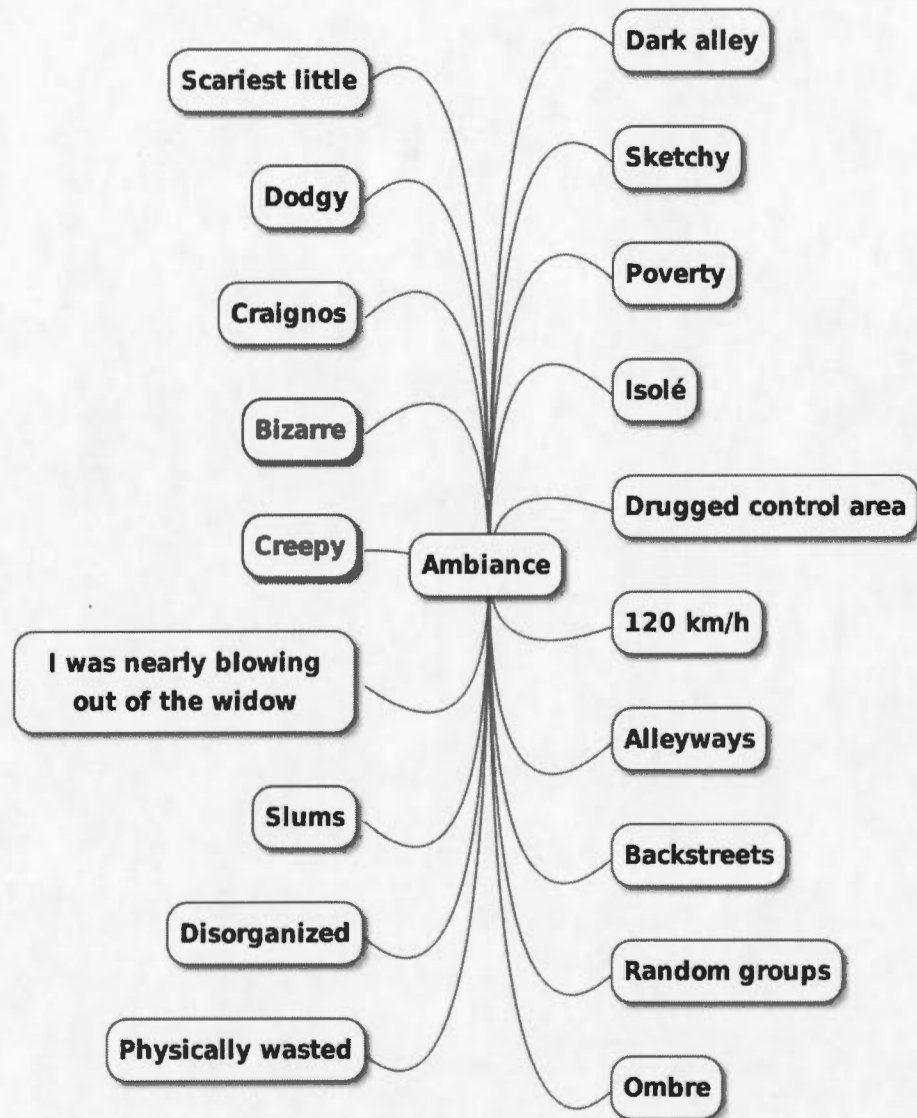 Scariest little
Dodgy
Craignos
Bizarre
Creepy
I was nearly blowing
out of the widow
Slums
Disorganized
Physically wasted
Ambiance
Dark alley
Sketchy
Poverty
Isolé
Drugged control area
120 km/h
Alleyways
Backstreets
Random groups
Ombre